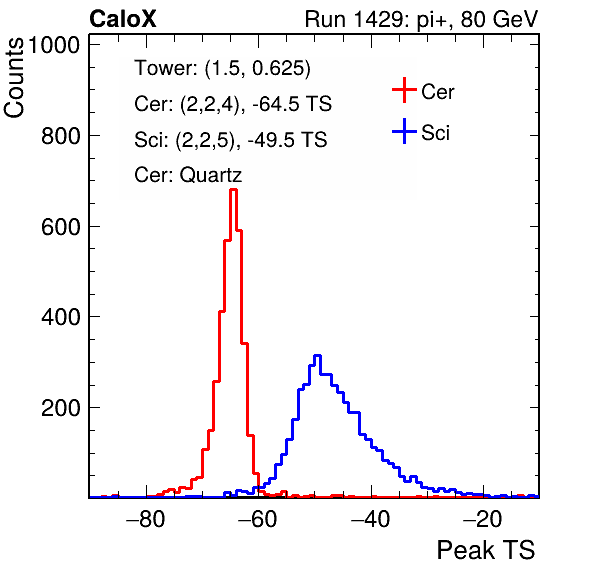 CaloX Run 1429: pi+, 80 GeV
Counts
1000
800
600
400
200
Tower: (1.5, 0.625)
Cer: (2,2,4), -64.5 TS
Sci: (2,2,5), -49.5 TS
Cer: Quartz
Cer
Sci
−80 −60 −40 −20
Peak TS